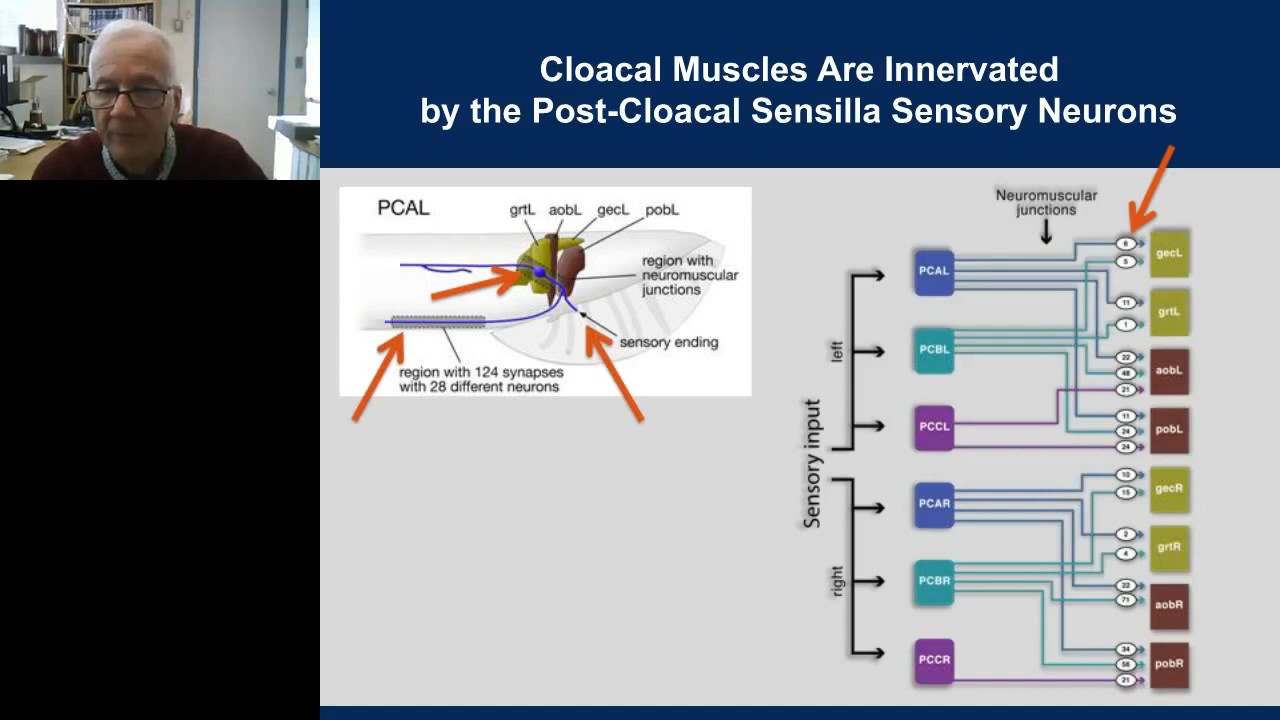 Cloacal Muscles Are Innervated
by the Post-Cloacal Sensilla Sensory Neurons
PCAL
grtL aobL gecL pobL
region with
neuromuscular
junctions
sensory ending
region with 124 synapses
with 28 different neurons
Neuromuscular
junctions
Sensory input
left
right
PCAL
PCBL
PCCL
PCAR
PCBR
PCCR
6
5
11
1
22
48
21
11
24
24
10
15
2
4
22
71
34
56
21
gecL
grtL
aobL
pobL
gecR
grtR
aobR
pobR